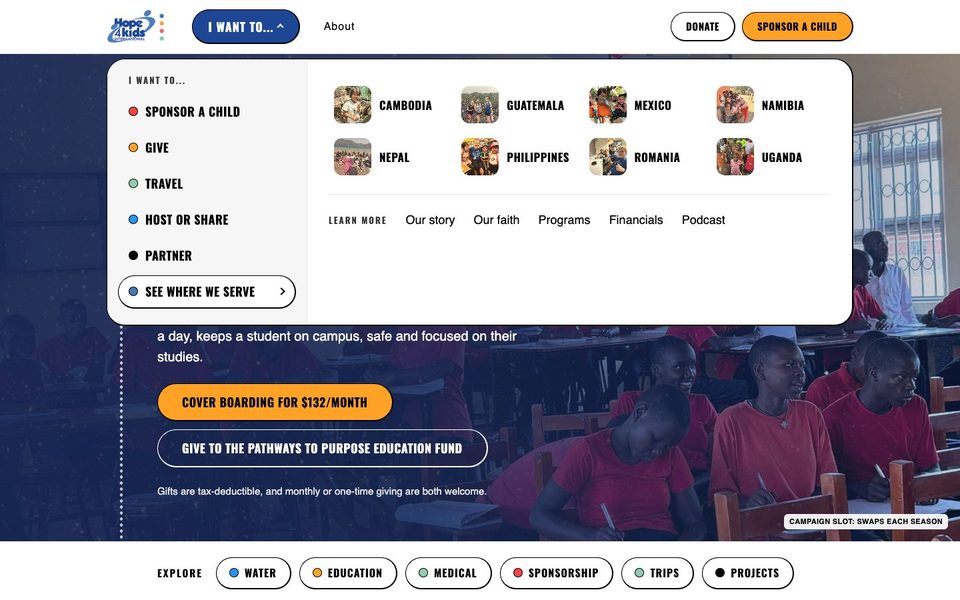 Hope
4kids
INTERNATIONAL
I WANT TO...
About
DONATE
SPONSOR A CHILD
I WANT TO...
SPONSOR A CHILD
GIVE
TRAVEL
HOST OR SHARE
PARTNER
SEE WHERE WE SERVE
CAMBODIA
GUATEMALA
MEXICO
NAMIBIA
NEPAL
PHILIPPINES
ROMANIA
UGANDA
LEARN MORE
Our story
Our faith
Programs
Financials
Podcast
a day, keeps a student on campus, safe and focused on their
studies.
COVER BOARDING FOR $132/MONTH
GIVE TO THE PATHWAYS TO PURPOSE EDUCATION FUND
Gifts are tax-deductible, and monthly or one-time giving are both welcome.
CAMPAIGN SLOT: SWAPS EACH SEASON
EXPLORE
WATER
EDUCATION
MEDICAL
SPONSORSHIP
TRIPS
PROJECTS